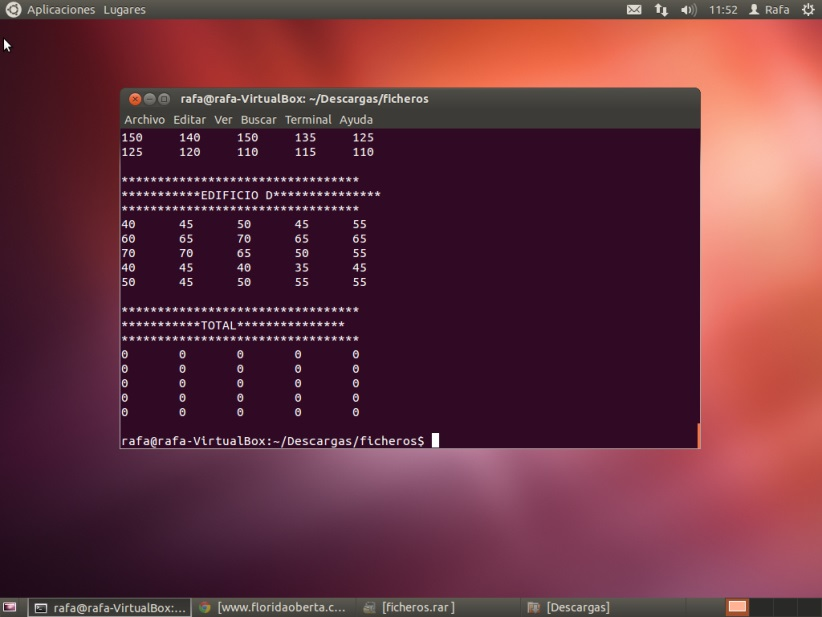 Aplicaciones Lugares 11:52 Rafa
rafa@rafa-VirtualBox: ~/Descargas/ficheros
Archivo Editar Ver Buscar Terminal Ayuda
150 140 150 135 125
125 120 110 115 110
*********************************
***********EDIFICIO D***************
*********************************
40 45 50 45 55
60 65 70 65 65
70 70 65 50 55
40 45 40 35 45
50 45 50 55 55
*********************************
***********TOTAL***************
*********************************
0 0 0 0 0
0 0 0 0 0
0 0 0 0 0
0 0 0 0 0
0 0 0 0 0
rafa@rafa-VirtualBox:~/Descargas/ficheros$
rafa@rafa-VirtualBox:... [www.floridaoberta.c... [ficheros.rar] [Descargas]